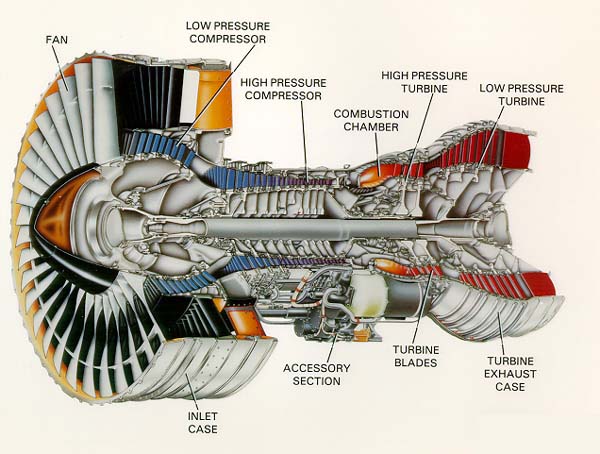 FAN
LOW PRESSURE
COMPRESSOR
HIGH PRESSURE
COMPRESSOR
COMBUSTION
CHAMBER
HIGH PRESSURE
TURBINE
LOW PRESSURE
TURBINE
INLET
CASE
ACCESSORY
SECTION
TURBINE
BLADES
TURBINE
EXHAUST
CASE